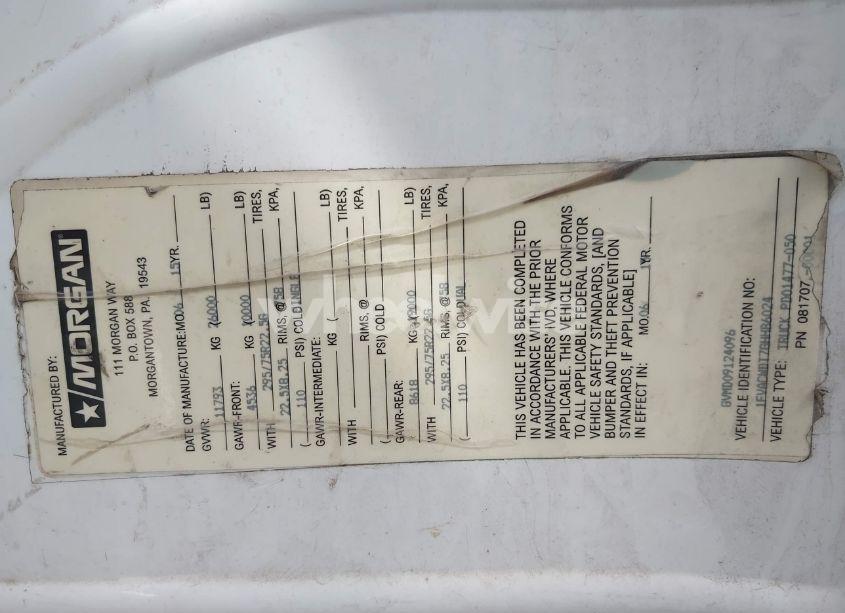 MANUFACTURED BY:
MORGAN
111 MORGAN WAY
P.O. BOX 588
MORGANTOWN, PA. 19543
DATE OF MANUFACTURE: MO. 06 15 YR.
GVWR: 11793 KG 26000 LB)
GAWR-FRONT: 4536 KG 10000 LB)
WITH 295/75R22.5G TIRES,
22.5X8.25 RIMS, @ 758 KPA,
( 110 PSI) COLD SINGLE
GAWR-INTERMEDIATE: KG ( LB)
WITH TIRES,
RIMS, @ KPA,
( PSI) COLD
GAWR-REAR: 8618 KG 19000 LB)
WITH 295/75R22.5G TIRES,
22.5X8.25 RIMS, @ 758 KPA,
( 110 PSI) COLD DUAL
THIS VEHICLE HAS BEEN COMPLETED
IN ACCORDANCE WITH THE PRIOR
MANUFACTURERS' IVD, WHERE
APPLICABLE. THIS VEHICLE CONFORMS
TO ALL APPLICABLE FEDERAL MOTOR
VEHICLE SAFETY STANDARDS, [AND
BUMPER AND THEFT PREVENTION
STANDARDS, IF APPLICABLE]
IN EFFECT IN: MO. 06 YR.
GVMD09124096
VEHICLE IDENTIFICATION NO:
VEHICLE TYPE: TRUCK PD01477-050
PN 081707